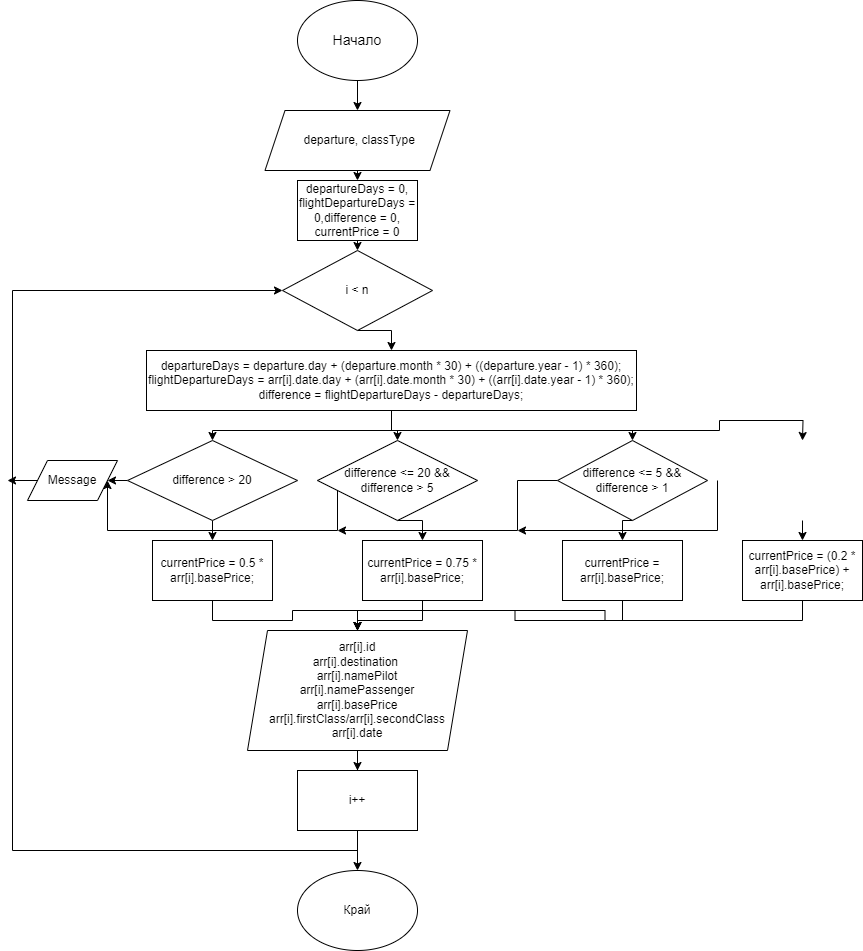 Начало
departure, classType
departureDays = 0,
flightDepartureDays =
0,difference = 0,
currentPrice = 0
i < n
departureDays = departure.day + (departure.month * 30) + ((departure.year - 1) * 360);
flightDepartureDays = arr[i].date.day + (arr[i].date.month * 30) + ((arr[i].date.year - 1) * 360);
difference = flightDepartureDays - departureDays;
Message
difference > 20
difference <= 20 &&
difference > 5
difference <= 5 &&
difference > 1
currentPrice = 0.5 *
arr[i].basePrice;
currentPrice = 0.75 *
arr[i].basePrice;
currentPrice =
arr[i].basePrice;
currentPrice = (0.2 *
arr[i].basePrice) +
arr[i].basePrice;
arr[i].id
arr[i].destination
arr[i].namePilot
arr[i].namePassenger
arr[i].basePrice
arr[i].firstClass/arr[i].secondClass
arr[i].date
i++
Край